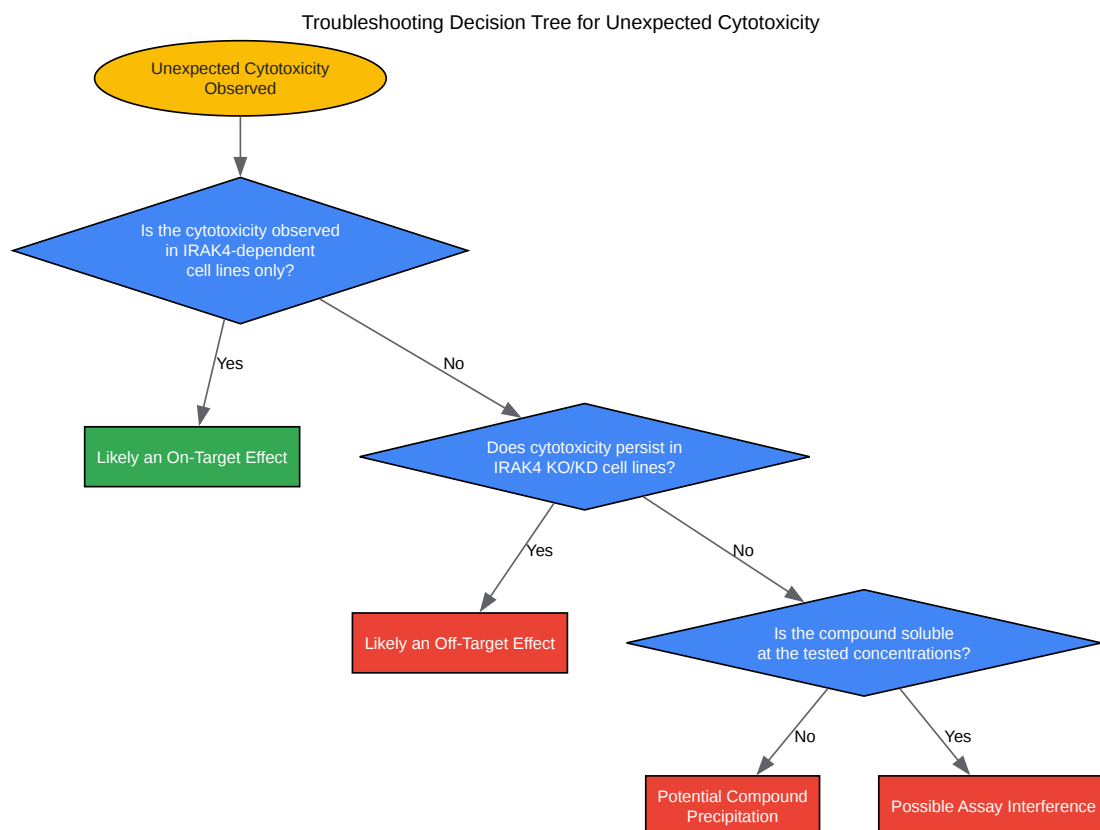 Troubleshooting Decision Tree for Unexpected Cytotoxicity
Unexpected Cytotoxicity
Observed
Is the cytotoxicity observed
in IRAK4-dependent
cell lines only?
Yes
No
Likely an On-Target Effect
Does cytotoxicity persist in
IRAK4 KO/KD cell lines?
Yes
No
Likely an Off-Target Effect
Is the compound soluble
at the tested concentrations?
No
Yes
Potential Compound
Precipitation
Possible Assay Interference